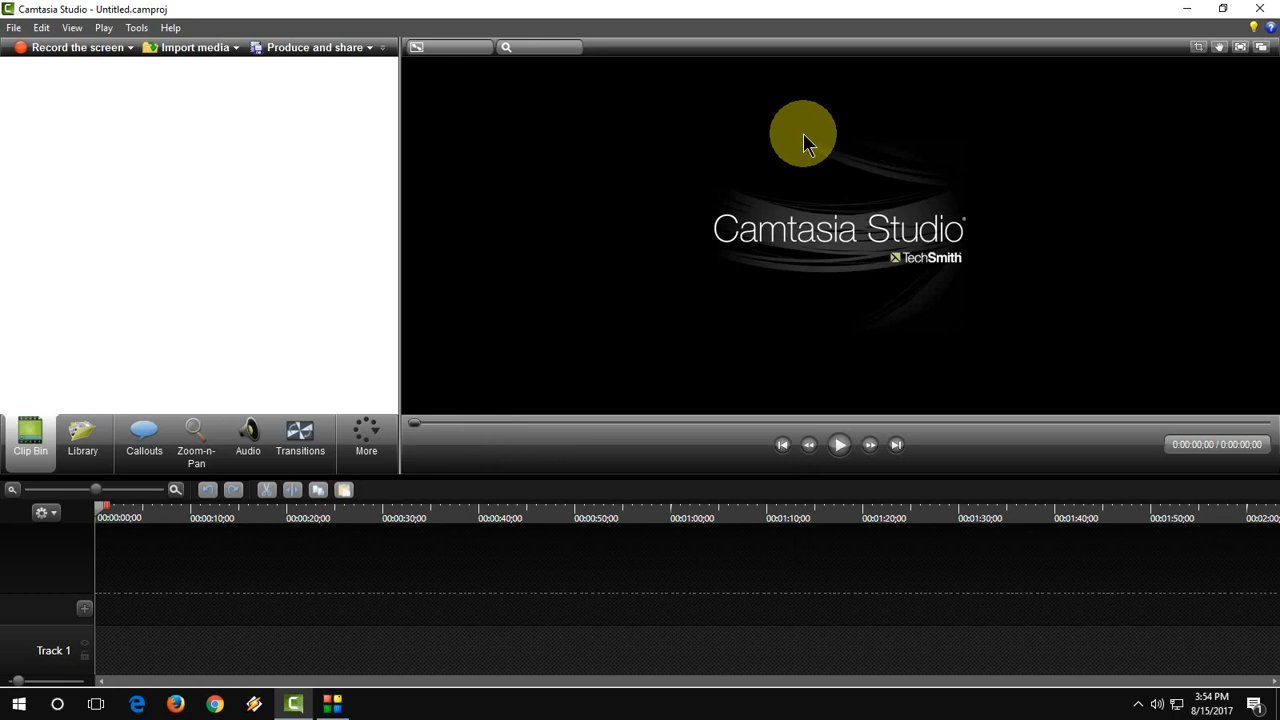 Camtasia Studio - Untitled.camproj
File Edit View Play Tools Help
Record the screen Import media Produce and share
Camtasia Studio®
TechSmith
Clip Bin Library Callouts Zoom-n-Pan Audio Transitions More
0:00:00;00 / 0:00:00;00
00:00:00;00 00:00:10;00 00:00:20;00 00:00:30;00 00:00:40;00 00:00:50;00 00:01:00;00 00:01:10;00 00:01:20;00 00:01:30;00 00:01:40;00 00:01:50;00 00:02:00;
Track 1
3:54 PM
8/15/2017
1